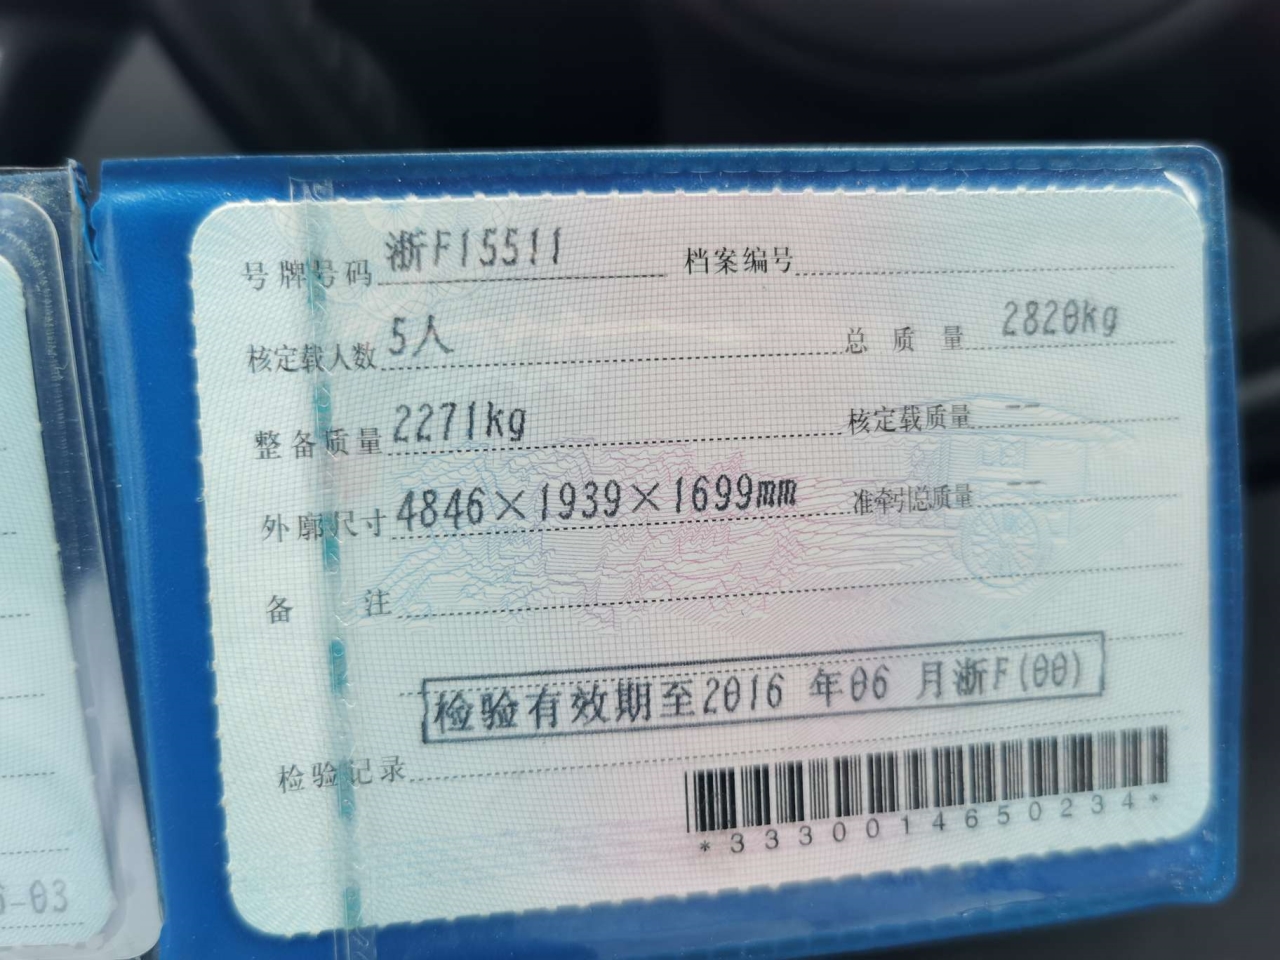 号牌号码 浙F15511 档案编号
核定载人数 5人 总质量 2820kg
整备质量 2271kg 核定载质量 --
外廓尺寸 4846×1939×1699mm 准牵引总质量 --
备注
检验有效期至2016 年06 月浙F(00)
检验记录
*3330014650234*
6-03